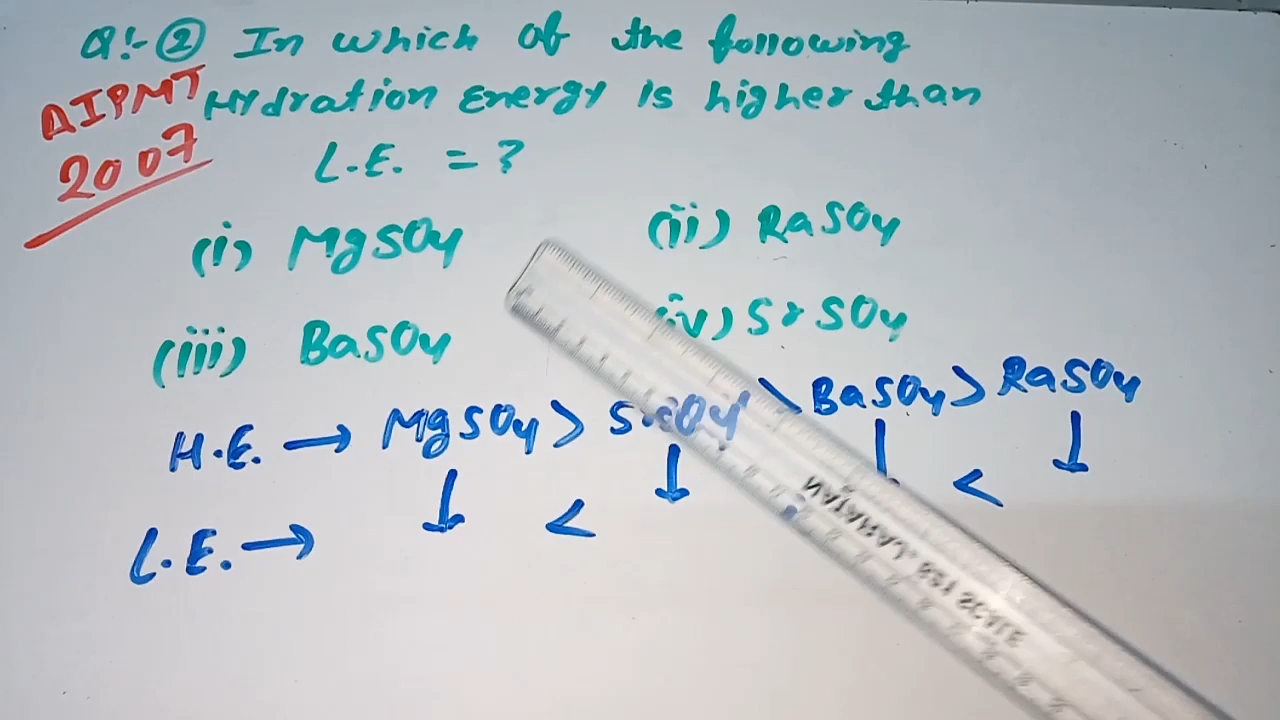 Q:- ② In which of the following
AIPMT Hydration Energy is higher than
2007 L.E. = ?
(i) MgSO4 (ii) RaSO4
(iii) BaSO4 (iv) SrSO4
H.E. → MgSO4 > SrSO4 > BaSO4 > RaSO4
↓ ↓ ↓ ↓
L.E. → < <